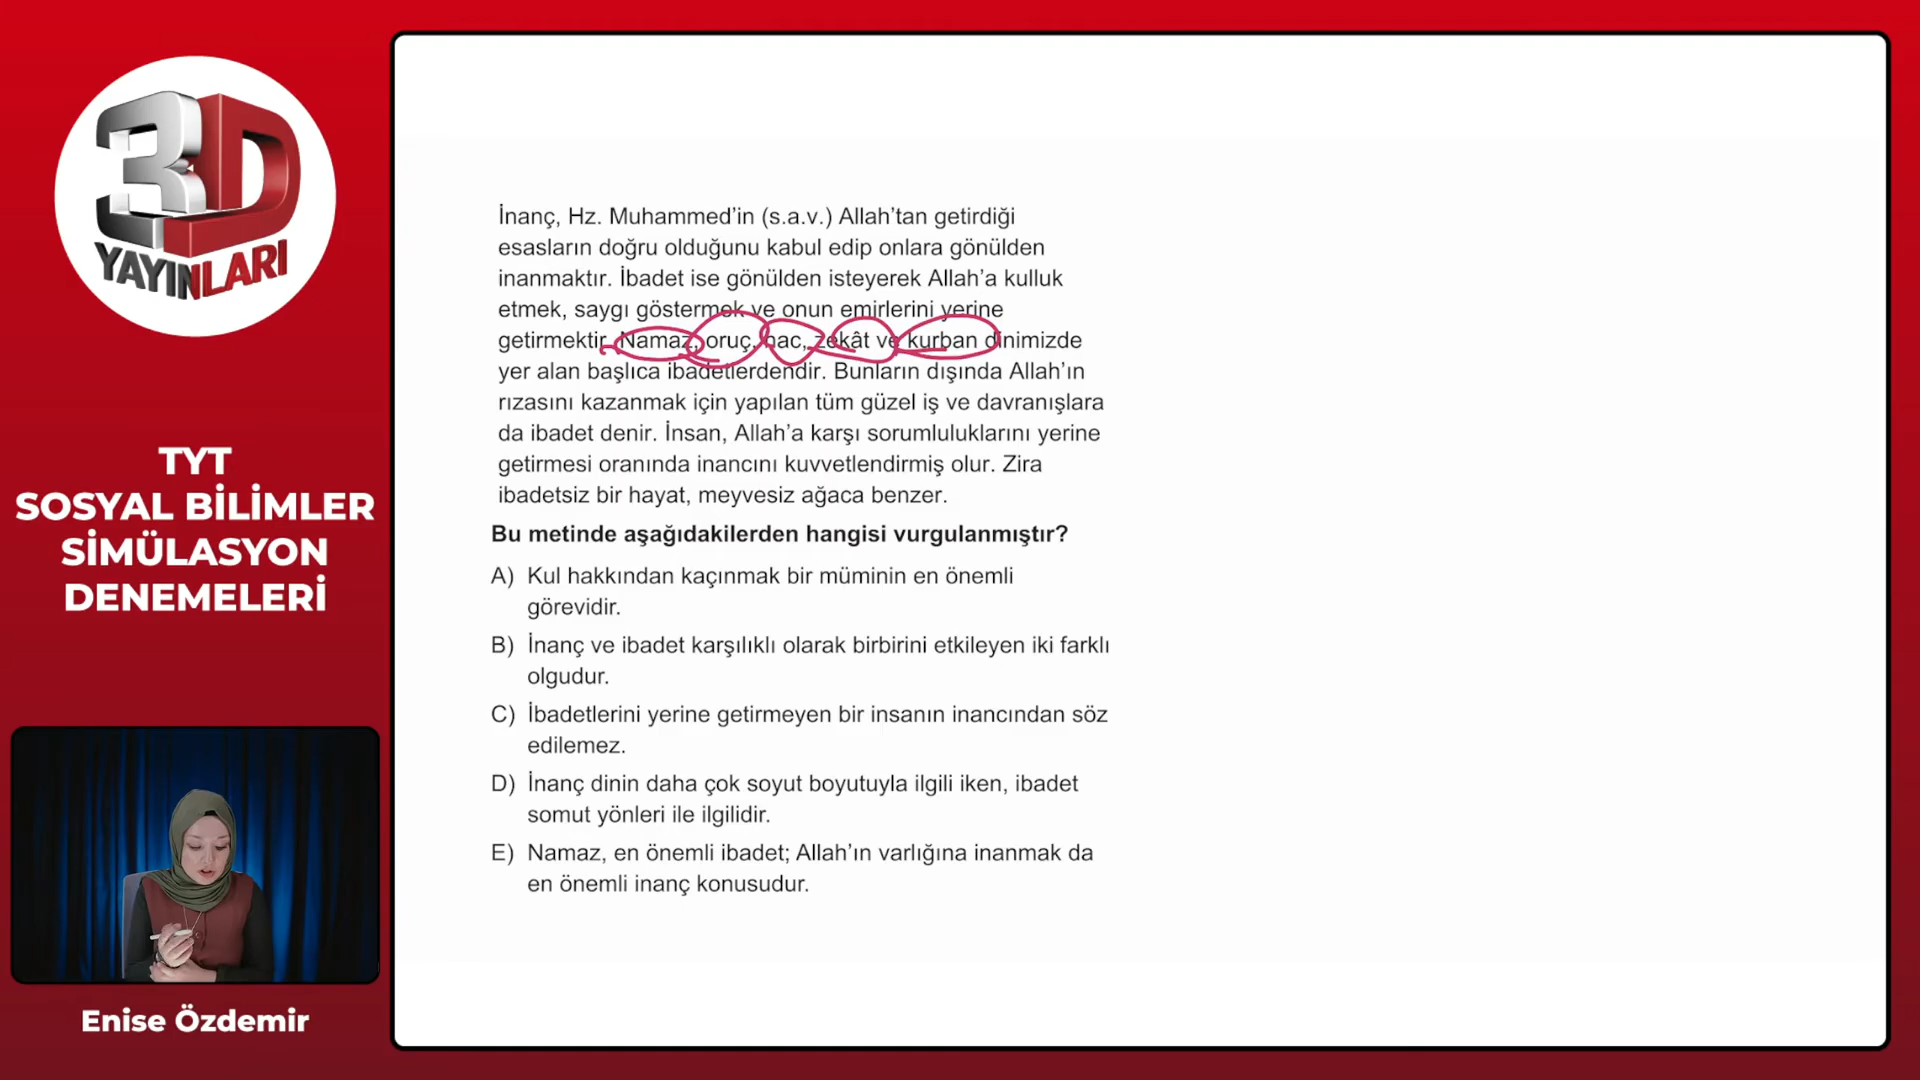 3D
YAYINLARI
TYT
SOSYAL BİLİMLER
SİMÜLASYON
DENEMELERİ
Enise Özdemir
İnanç, Hz. Muhammed’in (s.a.v.) Allah’tan getirdiği
esasların doğru olduğunu kabul edip onlara gönülden
inanmaktır. İbadet ise gönülden isteyerek Allah’a kulluk
etmek, saygı göstermek ve onun emirlerini yerine
getirmektir. Namaz, oruç, hac, zekât ve kurban dinimizde
yer alan başlıca ibadetlerdendir. Bunların dışında Allah’ın
rızasını kazanmak için yapılan tüm güzel iş ve davranışlara
da ibadet denir. İnsan, Allah’a karşı sorumluluklarını yerine
getirmesi oranında inancını kuvvetlendirmiş olur. Zira
ibadetsiz bir hayat, meyvesiz ağaca benzer.
Bu metinde aşağıdakilerden hangisi vurgulanmıştır?
A) Kul hakkından kaçınmak bir müminin en önemli
görevidir.
B) İnanç ve ibadet karşılıklı olarak birbirini etkileyen iki farklı
olgudur.
C) İbadetlerini yerine getirmeyen bir insanın inancından söz
edilemez.
D) İnanç dinin daha çok soyut boyutuyla ilgili iken, ibadet
somut yönleri ile ilgilidir.
E) Namaz, en önemli ibadet; Allah’ın varlığına inanmak da
en önemli inanç konusudur.